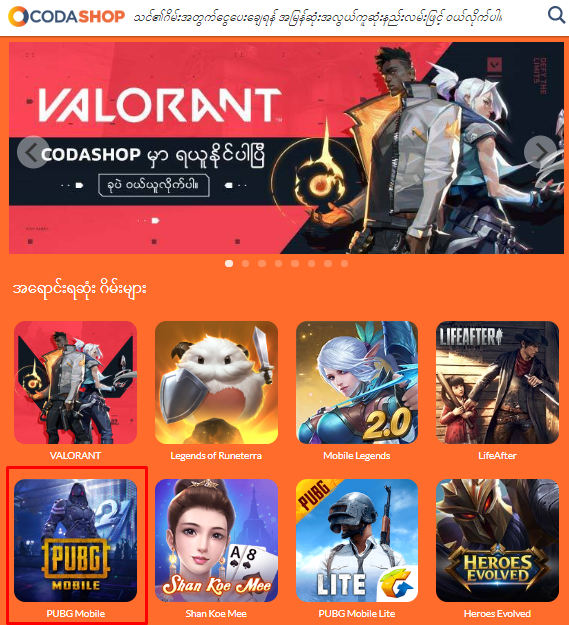 CODASHOP သင်၏ဂိမ်းအတွက်ငွေပေးချေရန် အမြန်ဆုံးအလွယ်ကူဆုံးနည်းလမ်းဖြင့် ဝယ်လိုက်ပါ။
DEFY THE LIMITS
VALORANT
CODASHOP မှာ ရယူနိုင်ပါပြီ
ခုပဲ ဝယ်ယူလိုက်ပါ။
အရောင်းရဆုံး ဂိမ်းများ
LIFEAFTER
2.0
VALORANT
Legends of Runeterra
Mobile Legends
LifeAfter
PUBG
MOBILE
A 8
Shan Koe Mee
PUBG
LITE
HEROES
EVOLVED
PUBG Mobile
Shan Koe Mee
PUBG Mobile Lite
Heroes Evolved